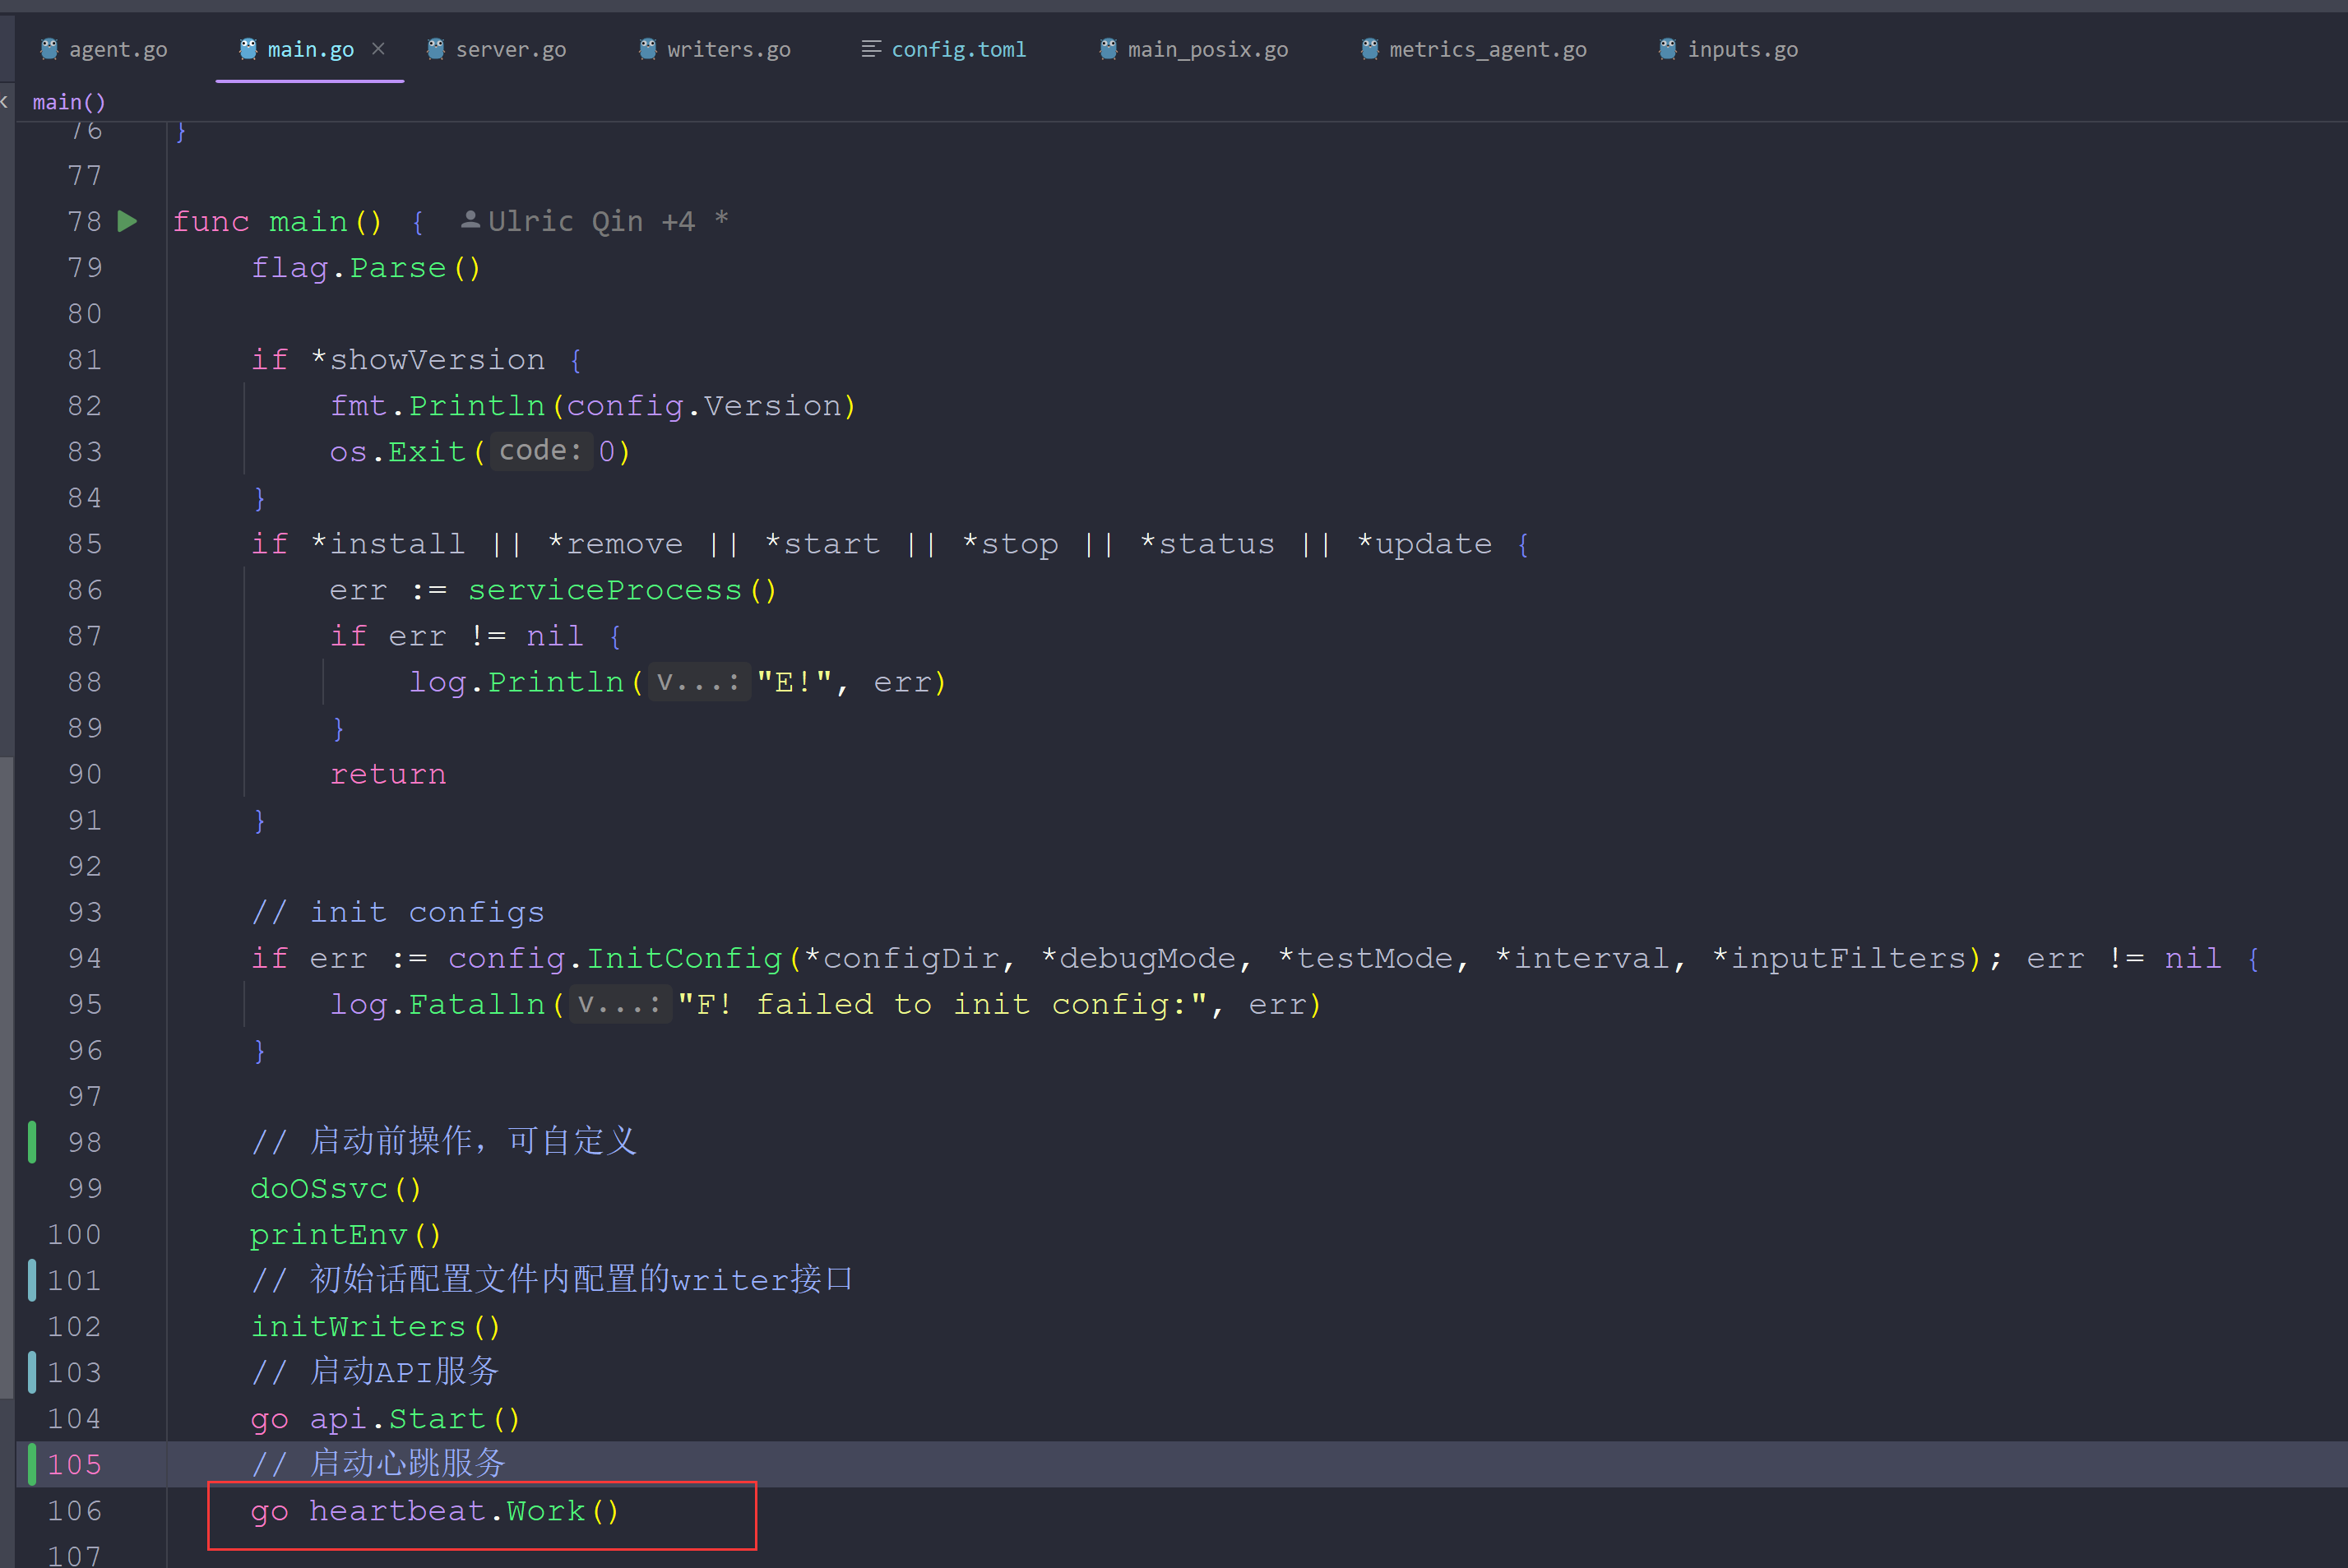 agent.go main.go × server.go writers.go config.toml main_posix.go metrics_agent.go inputs.go
main()
76 }
77
78 func main() { Ulric Qin +4 *
79 flag.Parse()
80
81 if *showVersion {
82 fmt.Println(config.Version)
83 os.Exit( code: 0)
84 }
85 if *install || *remove || *start || *stop || *status || *update {
86 err := serviceProcess()
87 if err != nil {
88 log.Println( v...: "E!", err)
89 }
90 return
91 }
92
93 // init configs
94 if err := config.InitConfig(*configDir, *debugMode, *testMode, *interval, *inputFilters); err != nil {
95 log.Fatalln( v...: "F! failed to init config:", err)
96 }
97
98 // 启动前操作，可自定义
99 doOSsvc()
100 printEnv()
101 // 初始话配置文件内配置的writer接口
102 initWriters()
103 // 启动API服务
104 go api.Start()
105 // 启动心跳服务
106 go heartbeat.Work()
107